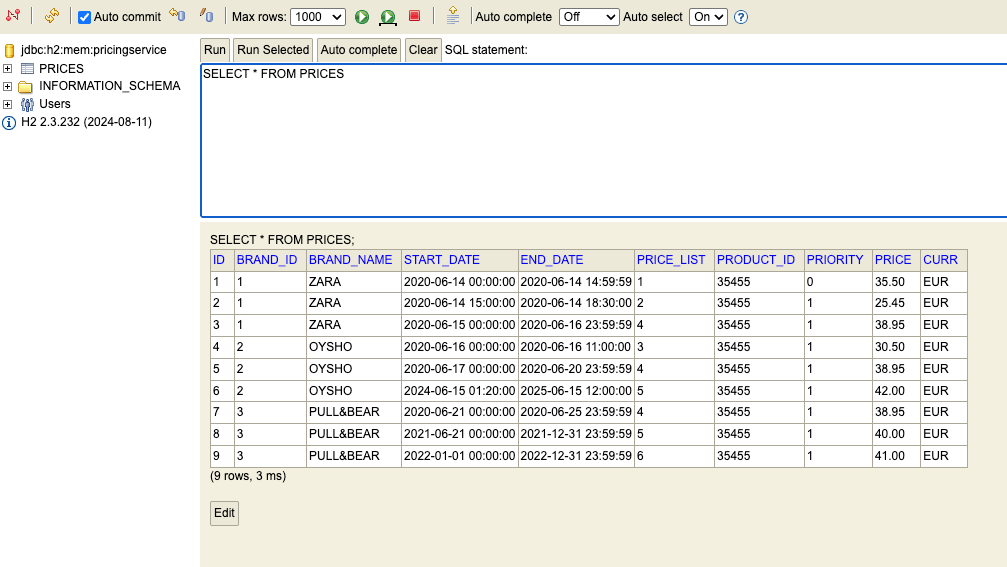 Auto commit Max rows: 1000 Auto complete Off Auto select On
jdbc:h2:mem:pricingservice
PRICES
INFORMATION_SCHEMA
Users
H2 2.3.232 (2024-08-11)
Run Run Selected Auto complete Clear SQL statement:
SELECT * FROM PRICES
SELECT * FROM PRICES;
ID BRAND_ID BRAND_NAME START_DATE END_DATE PRICE_LIST PRODUCT_ID PRIORITY PRICE CURR
1 1 ZARA 2020-06-14 00:00:00 2020-06-14 14:59:59 1 35455 0 35.50 EUR
2 1 ZARA 2020-06-14 15:00:00 2020-06-14 18:30:00 2 35455 1 25.45 EUR
3 1 ZARA 2020-06-15 00:00:00 2020-06-16 23:59:59 4 35455 1 38.95 EUR
4 2 OYSHO 2020-06-16 00:00:00 2020-06-16 11:00:00 3 35455 1 30.50 EUR
5 2 OYSHO 2020-06-17 00:00:00 2020-06-20 23:59:59 4 35455 1 38.95 EUR
6 2 OYSHO 2024-06-15 01:20:00 2025-06-15 12:00:00 5 35455 1 42.00 EUR
7 3 PULL&BEAR 2020-06-21 00:00:00 2020-06-25 23:59:59 4 35455 1 38.95 EUR
8 3 PULL&BEAR 2021-06-21 00:00:00 2021-12-31 23:59:59 5 35455 1 40.00 EUR
9 3 PULL&BEAR 2022-01-01 00:00:00 2022-12-31 23:59:59 6 35455 1 41.00 EUR
(9 rows, 3 ms)
Edit